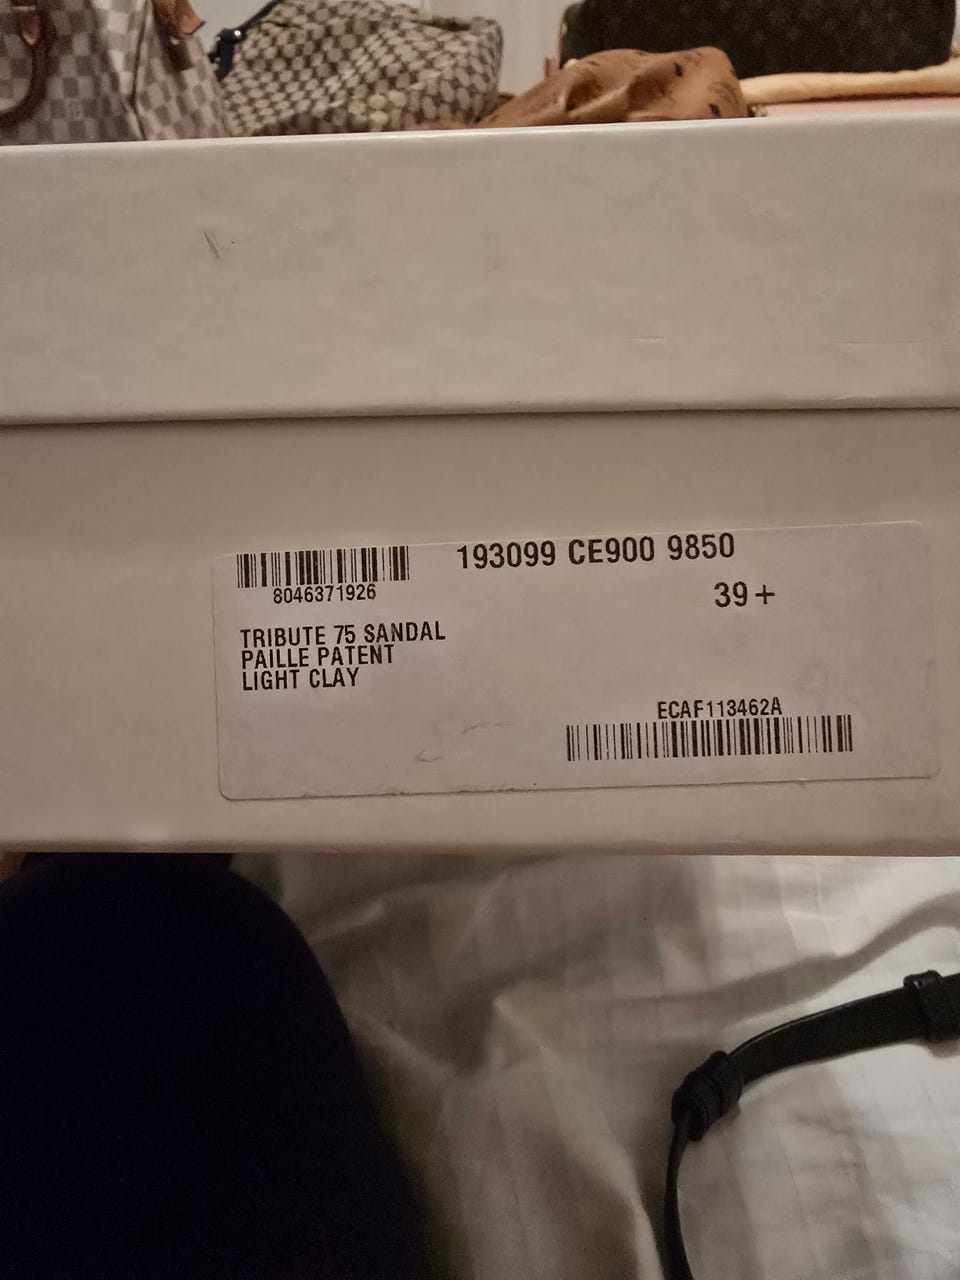 193099 CE900 9850
8046371926
39+
TRIBUTE 75 SANDAL
PAILLE PATENT
LIGHT CLAY
ECAF113462A